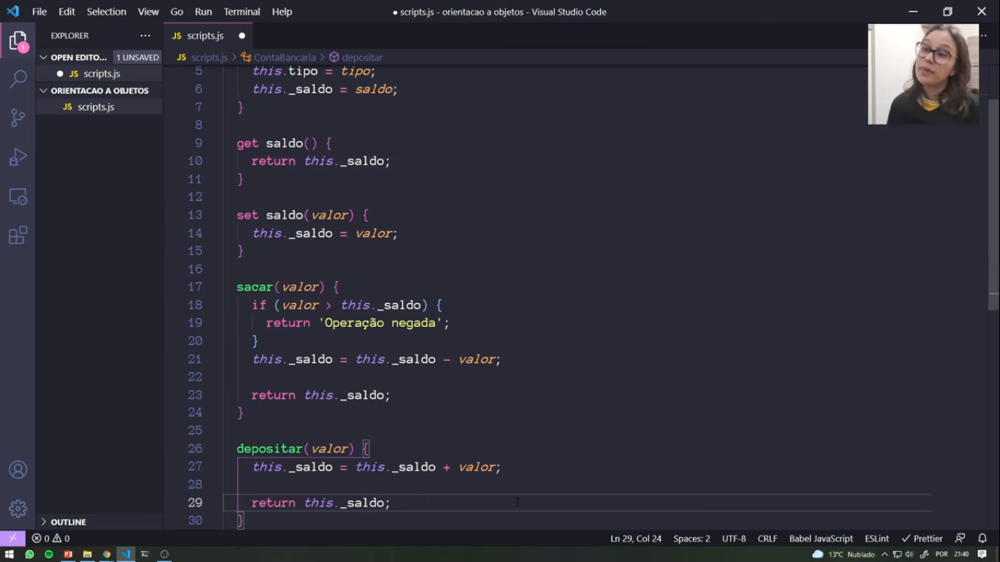 File Edit Selection View Go Run Terminal Help
● scripts.js - orientacao a objetos - Visual Studio Code
EXPLORER ...
JS scripts.js ●
OPEN EDITO... 1 UNSAVED
● JS scripts.js
ORIENTACAO A OBJETOS
JS scripts.js
1
JS scripts.js > ContaBancaria > depositar
5 this.tipo = tipo;
6 this._saldo = saldo;
7 }
8
9 get saldo() {
10 return this._saldo;
11 }
12
13 set saldo(valor) {
14 this._saldo = valor;
15 }
16
17 sacar(valor) {
18 if (valor > this._saldo) {
19 return 'Operação negada';
20 }
21 this._saldo = this._saldo - valor;
22
23 return this._saldo;
24 }
25
26 depositar(valor) {
27 this._saldo = this._saldo + valor;
28
29 return this._saldo;
30 }
OUTLINE
0 0
Ln 29, Col 24 Spaces: 2 UTF-8 CRLF Babel JavaScript ESLint Prettier
13°C Nublado POR 21:40